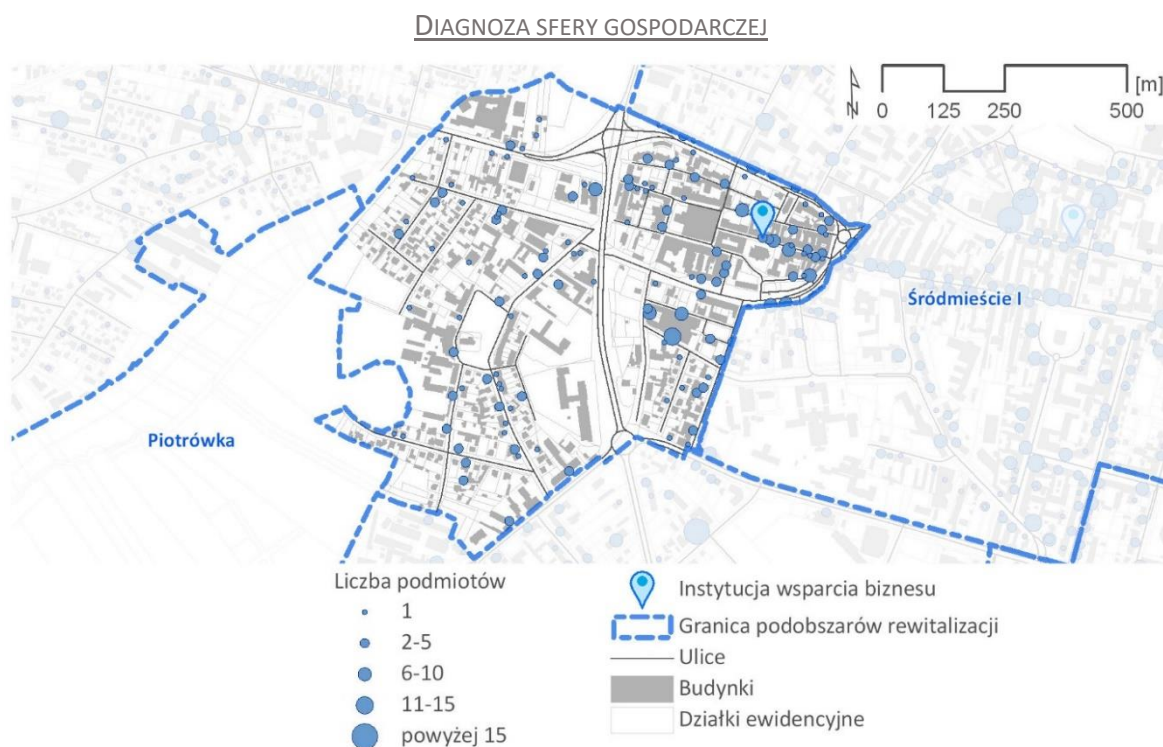 DIAGNOZA SFERY GOSPODARCZEJ
N
0 125 250 500 [m]
Śródmieście I
Piotrówka
Liczba podmiotów
1
2-5
6-10
11-15
powyżej 15
Instytucja wsparcia biznesu
Granica podobszarów rewitalizacji
Ulice
Budynki
Działki ewidencyjne